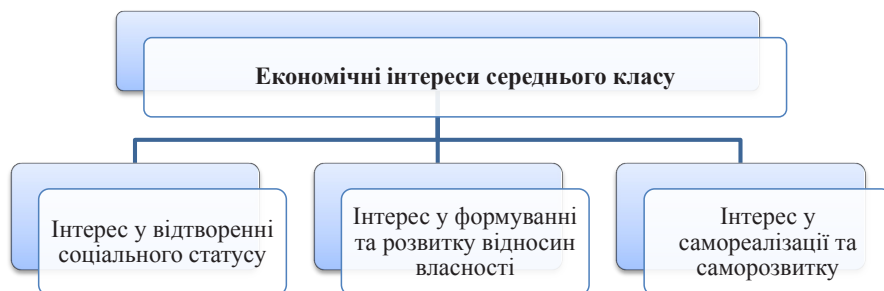 Економічні інтереси середнього класу
Інтерес у відтворенні
соціального статусу
Інтерес у формуванні
та розвитку відносин
власності
Інтерес у
самореалізації та
саморозвитку